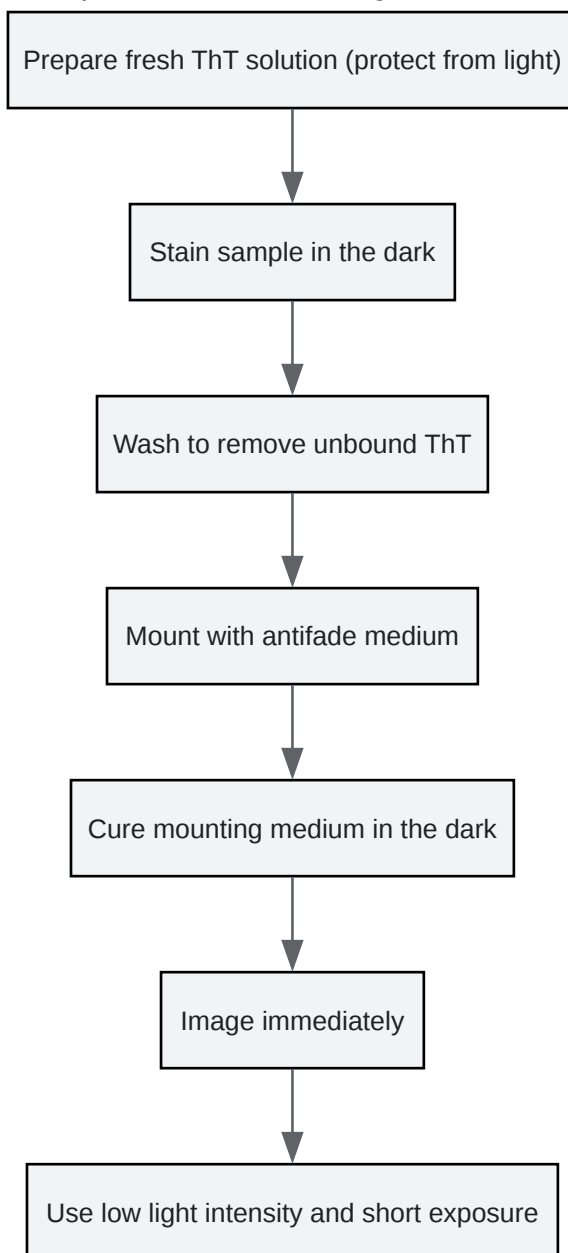 Prepare fresh ThT solution (protect from light)
Stain sample in the dark
Wash to remove unbound ThT
Mount with antifade medium
Cure mounting medium in the dark
Image immediately
Use low light intensity and short exposure